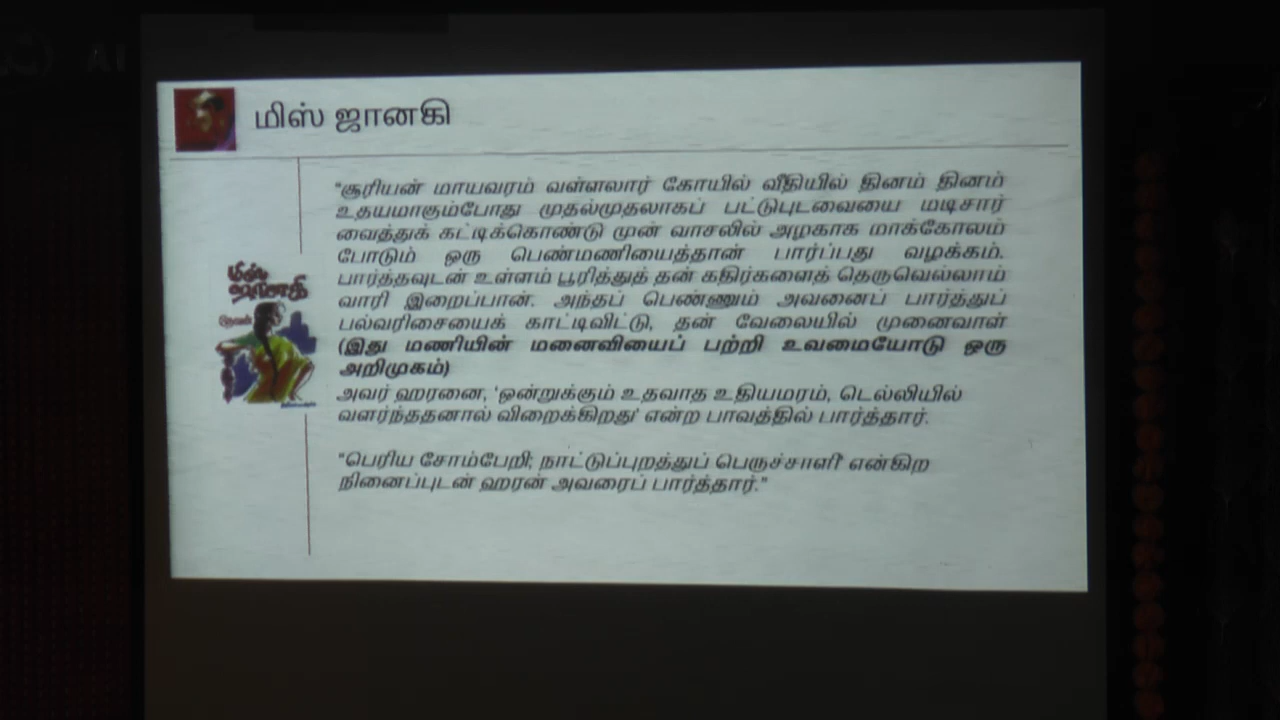 மிஸ் ஜானகி
“சூரியன் மாயவரம் வள்ளலார் கோயில் வீதியில் தினம் தினம்
உதயமாகும்போது முதல்முதலாகப் பட்டுபுடவையை மடிசார்
வைத்துக் கட்டிக்கொண்டு முன் வாசலில் அழகாக மாக்கோலம்
போடும் ஒரு பெண்மணியைத்தான் பார்ப்பது வழக்கம்.
பார்த்தவுடன் உள்ளம் பூரித்துத் தன் கதிர்களைத் தெருவெல்லாம்
வாரி இறைப்பான். அந்தப் பெண்ணும் அவனைப் பார்த்துப்
பல்வரிசையைக் காட்டிவிட்டு, தன் வேலையில் முனைவாள்
(இது மணியின் மனைவியைப் பற்றி உவமையோடு ஒரு
அறிமுகம்)
அவர் ஹரனை, ‘ஒன்றுக்கும் உதவாத உதியமரம், டெல்லியில்
வளர்ந்ததனால் விறைக்கிறது’ என்ற பாவத்தில் பார்த்தார்.
“பெரிய சோம்பேறி; நாட்டுப்புறத்துப் பெருச்சாளி’ என்கிற
நினைப்புடன் ஹரன் அவரைப் பார்த்தார்.”
மிஸ்
ஜானகி
தேவன்